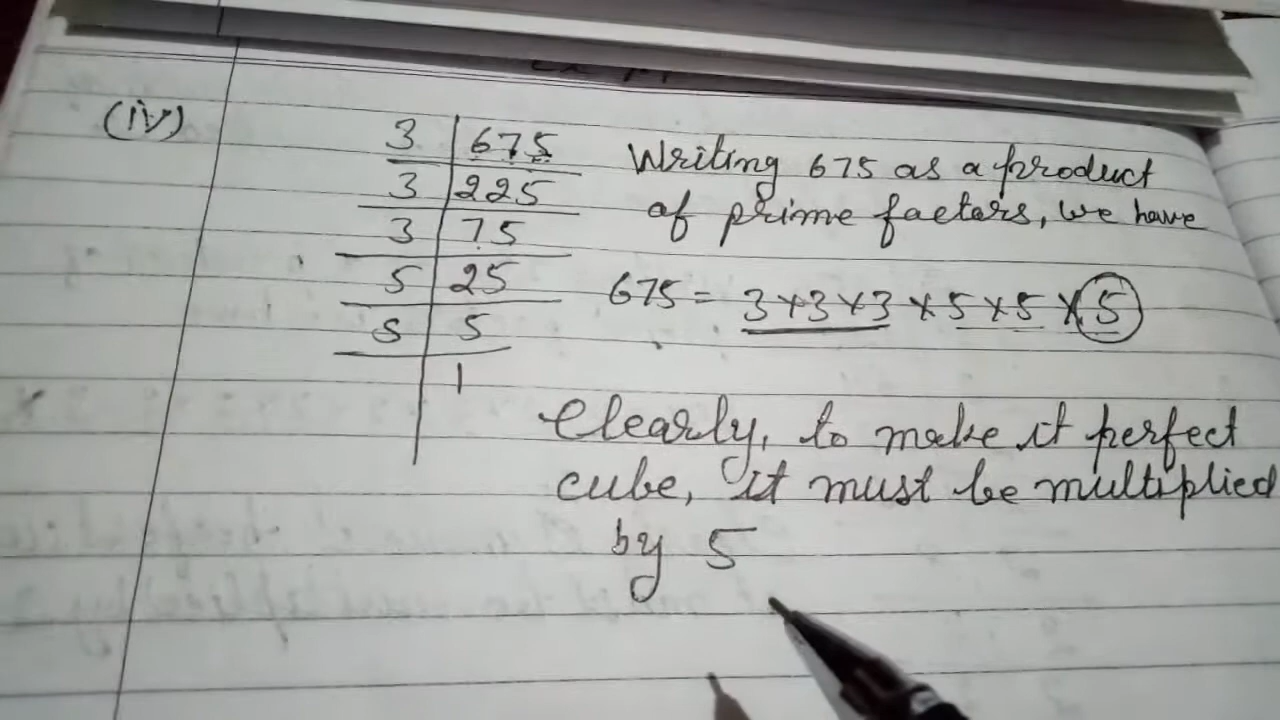 (iv)
3 | 675
3 | 225
3 | 75
5 | 25
5 | 5
1
Writing 675 as a product
of prime factors, we have
675 = 3×3×3 × 5×5 × 5
Clearly, to make it perfect
cube, it must be multiplied
by 5